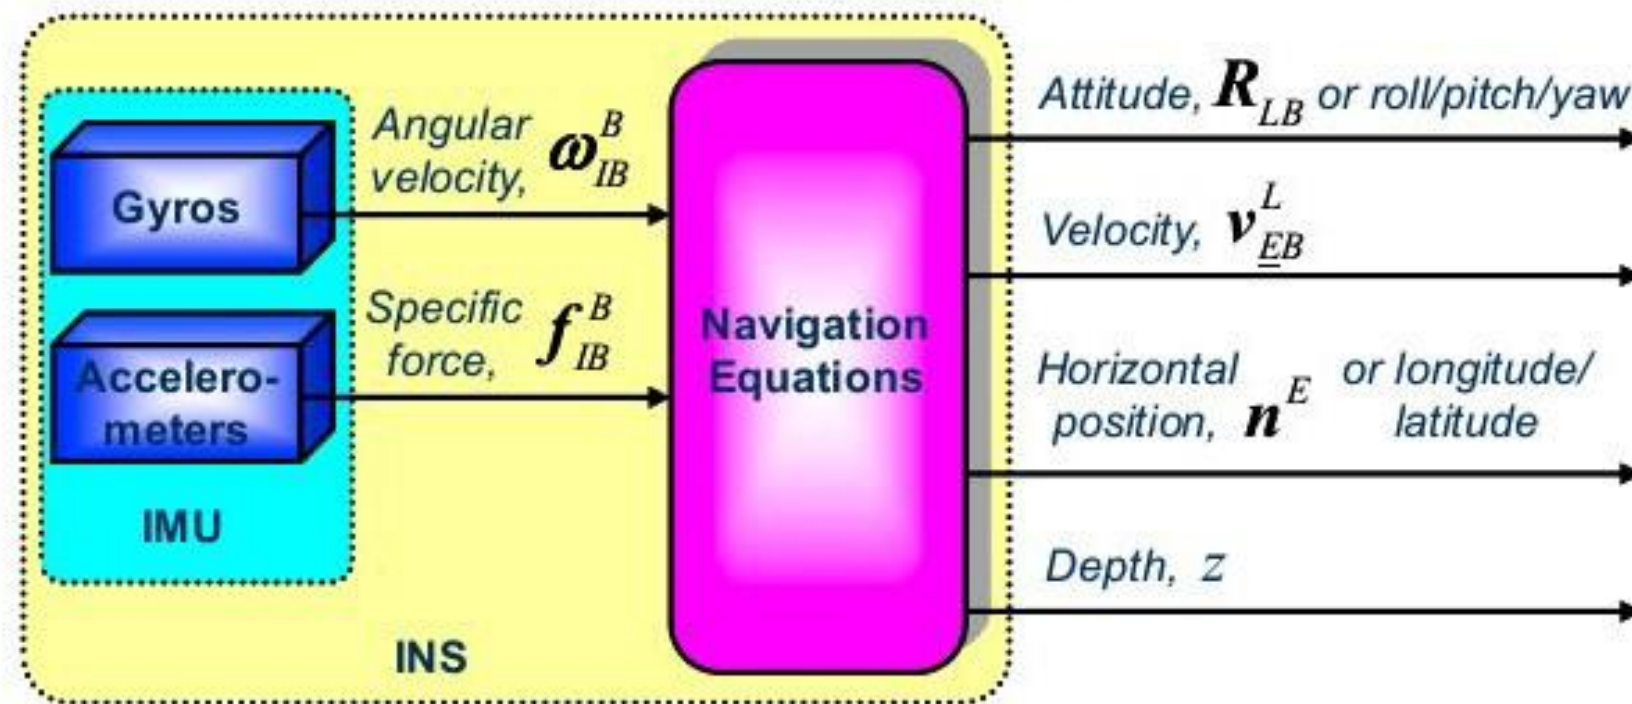 Gyros
Accelero-
meters
IMU
INS
Angular
velocity, ω^B_IB
Specific
force, f^B_IB
Navigation
Equations
Attitude, R_LB or roll/pitch/yaw
Velocity, v^L_EB
Horizontal
position, n^E or longitude/
latitude
Depth, z